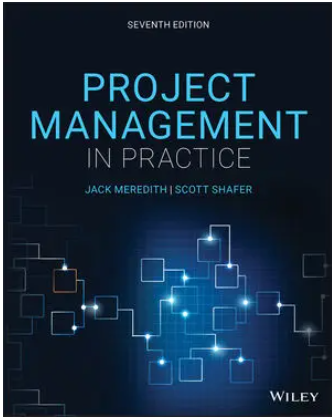 SEVENTH EDITION
PROJECT
MANAGEMENT
IN PRACTICE
JACK MEREDITH | SCOTT SHAFER
WILEY